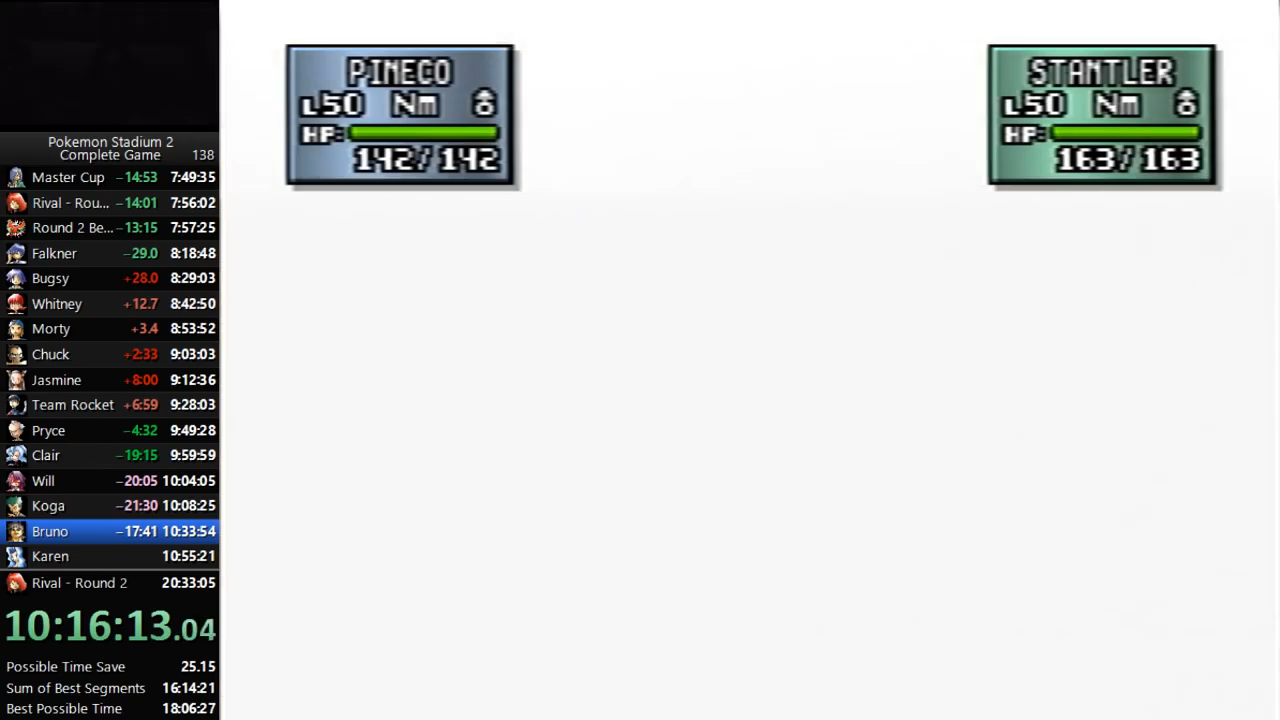 Pokemon Stadium 2
Complete Game 138
Master Cup −14:53 7:49:35
Rival - Rou... −14:01 7:56:02
Round 2 Be... −13:15 7:57:25
Falkner −29.0 8:18:48
Bugsy +28.0 8:29:03
Whitney +12.7 8:42:50
Morty +3.4 8:53:52
Chuck +2:33 9:03:03
Jasmine +8:00 9:12:36
Team Rocket +6:59 9:28:03
Pryce −4:32 9:49:28
Clair −19:15 9:59:59
Will −20:05 10:04:05
Koga −21:30 10:08:25
Bruno −17:41 10:33:54
Karen 10:55:21
Rival - Round 2 20:33:05
10:16:13.04
Possible Time Save 25.15
Sum of Best Segments 16:14:21
Best Possible Time 18:06:27
PINECO
L50 Nm ♂
HP:
142/142
STANTLER
L50 Nm ♂
HP:
163/163